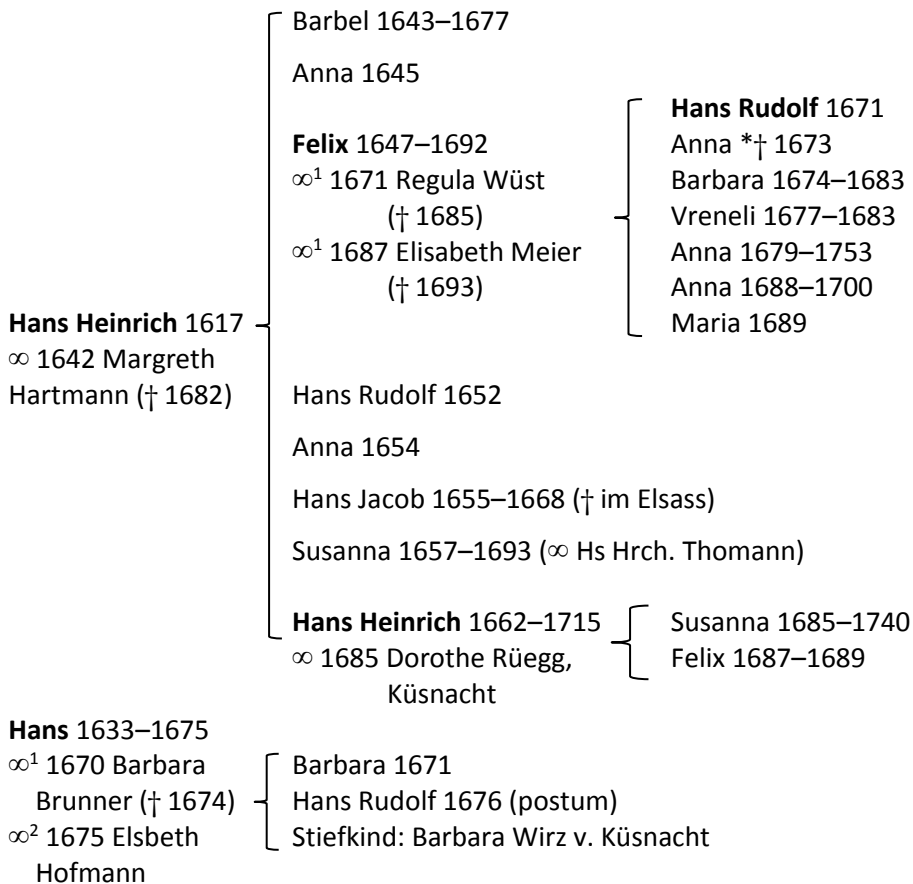 Barbel 1643–1677
Anna 1645
Felix 1647–1692
∞¹ 1671 Regula Wüst
(† 1685)
∞¹ 1687 Elisabeth Meier
(† 1693)
Hans Rudolf 1671
Anna *† 1673
Barbara 1674–1683
Vreneli 1677–1683
Anna 1679–1753
Anna 1688–1700
Maria 1689
Hans Heinrich 1617
∞ 1642 Margreth
Hartmann († 1682)
Hans Rudolf 1652
Anna 1654
Hans Jacob 1655–1668 († im Elsass)
Susanna 1657–1693 (∞ Hs Hrch. Thomann)
Hans Heinrich 1662–1715
∞ 1685 Dorothe Rüegg,
Küsnacht
Susanna 1685–1740
Felix 1687–1689
Hans 1633–1675
∞¹ 1670 Barbara
Brunner († 1674)
∞² 1675 Elsbeth
Hofmann
Barbara 1671
Hans Rudolf 1676 (postum)
Stiefkind: Barbara Wirz v. Küsnacht